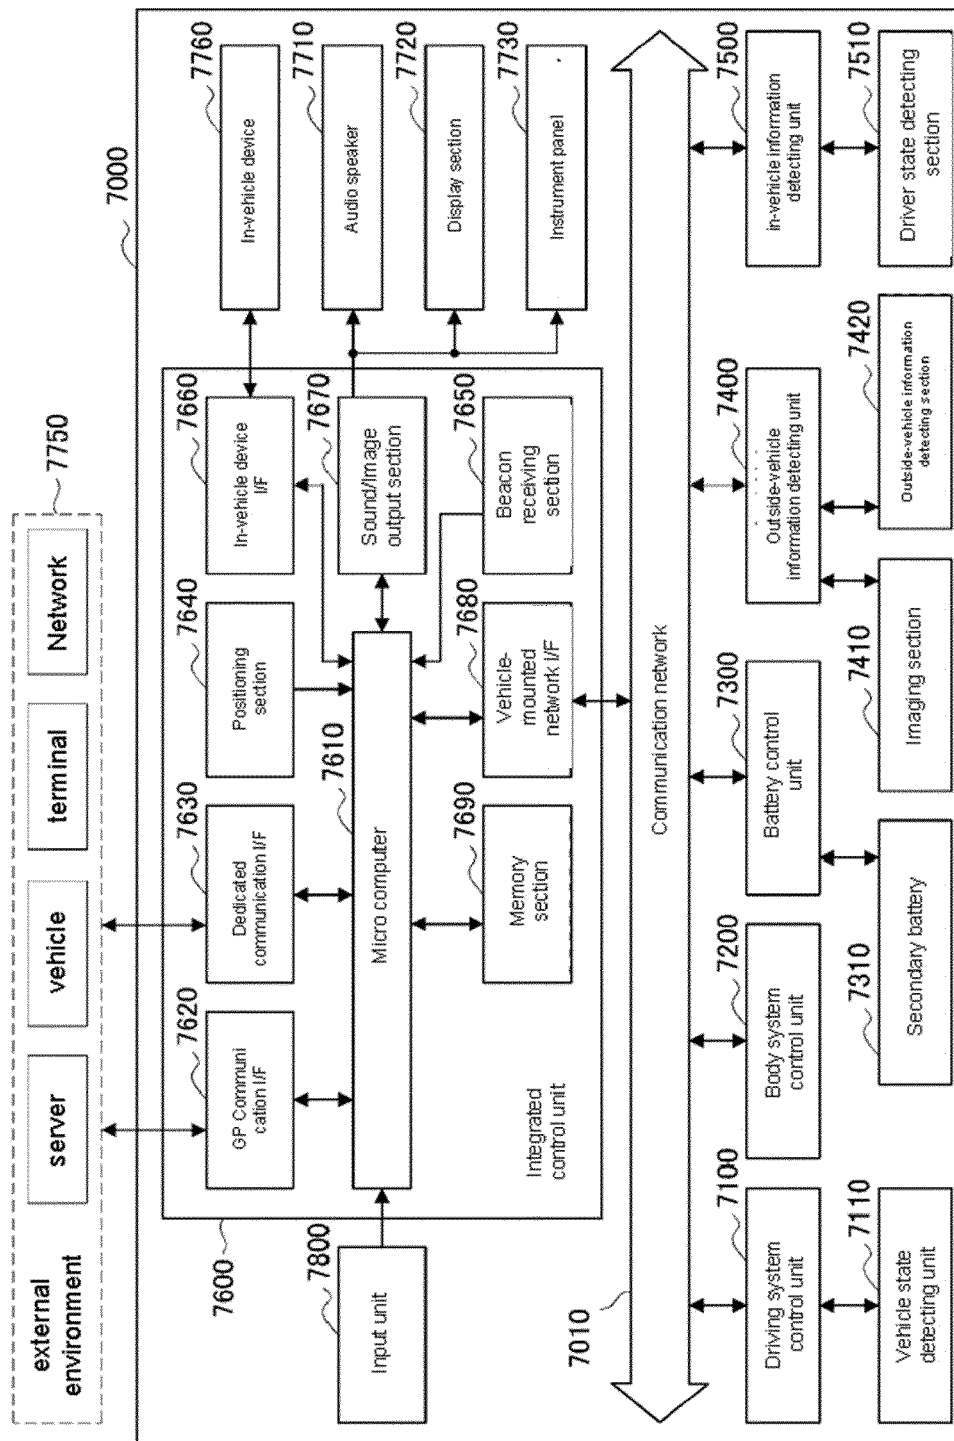 7000
external
environment
server
vehicle
terminal
Network
7750
7600
7620
GP Communi
cation I/F
7630
Dedicated
communication I/F
7640
Positioning
section
7660
In-vehicle device
I/F
7760
In-vehicle device
7800
Input unit
7610
Micro computer
7670
Sound/Image
output section
7710
Audio speaker
7720
Display section
7730
Instrument panel
Integrated
control unit
7690
Memory
section
7680
Vehicle-
mounted
network I/F
7650
Beacon
receiving
section
7010
Communication network
7100
Driving system
control unit
7200
Body system
control unit
7300
Battery control
unit
7400
Outside-vehicle
information detecting unit
7500
in-vehicle information
detecting unit
7110
Vehicle state
detecting unit
7310
Secondary battery
7410
Imaging section
7420
Outside-vehicle information
detecting section
7510
Driver state detecting
section